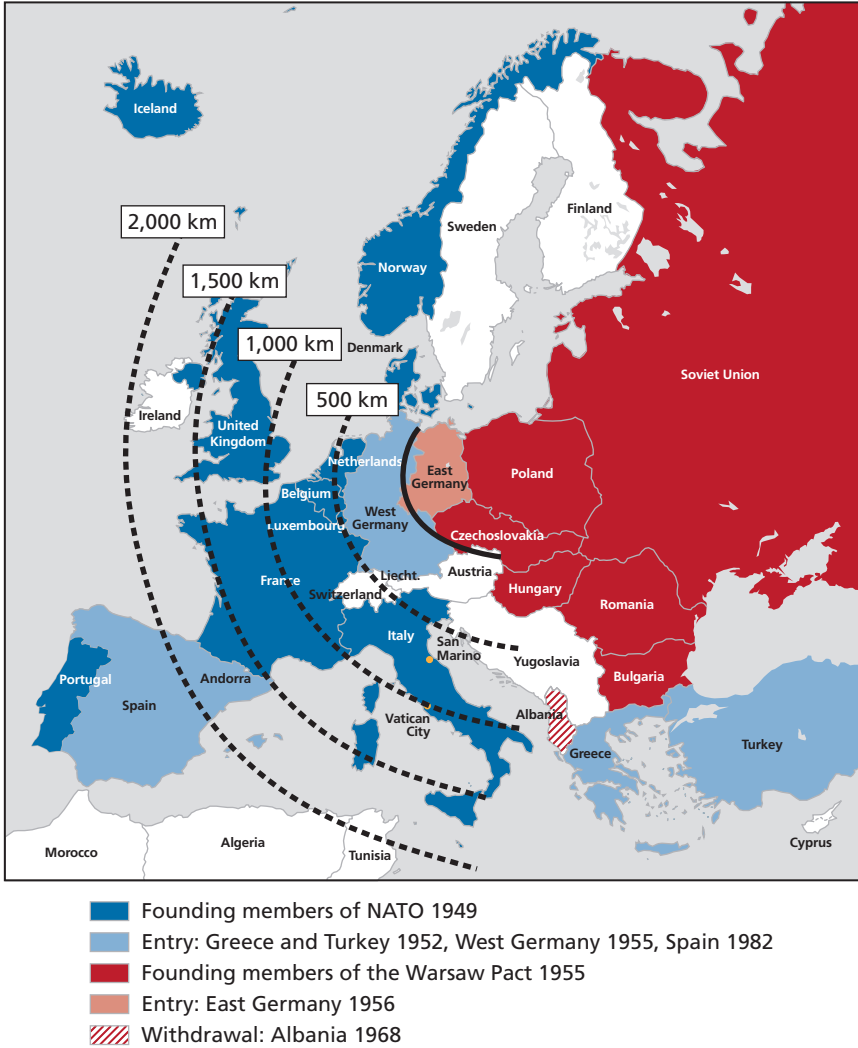 Iceland
2,000 km
Sweden
Finland
Norway
1,500 km
1,000 km
Denmark
Soviet Union
500 km
Ireland
United
Kingdom
Netherlands
East
Germany
Poland
Belgium
West
Germany
Luxembourg
Czechoslovakia
Liecht.
Austria
France
Switzerland
Hungary
Romania
Italy
San
Marino
Yugoslavia
Portugal
Andorra
Bulgaria
Spain
Vatican
City
Albania
Greece
Turkey
Morocco
Algeria
Tunisia
Cyprus
Founding members of NATO 1949
Entry: Greece and Turkey 1952, West Germany 1955, Spain 1982
Founding members of the Warsaw Pact 1955
Entry: East Germany 1956
Withdrawal: Albania 1968